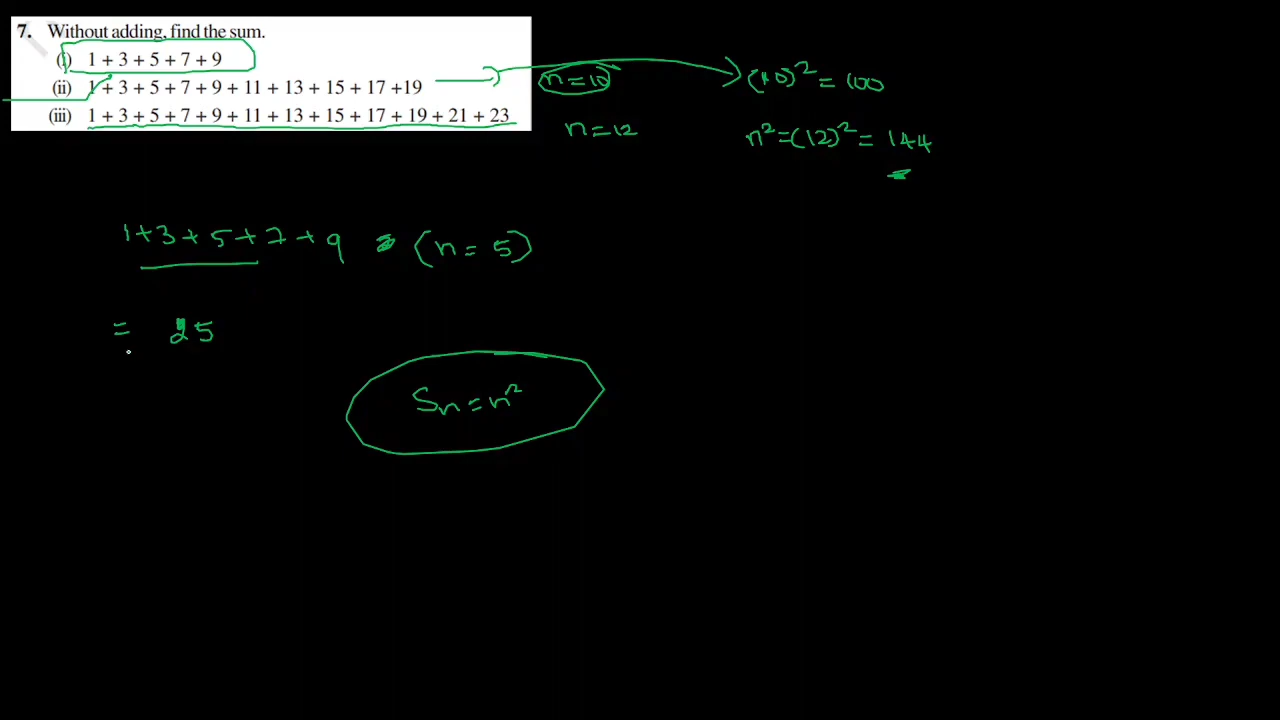 7. Without adding, find the sum.
(i) 1 + 3 + 5 + 7 + 9
(ii) 1 + 3 + 5 + 7 + 9 + 11 + 13 + 15 + 17 +19
(iii) 1 + 3 + 5 + 7 + 9 + 11 + 13 + 15 + 17 + 19 + 21 + 23
n = 10 (10)² = 100
n = 12 n² = (12)² = 144
1 + 3 + 5 + 7 + 9 (n = 5)
= 25
Sn = n²